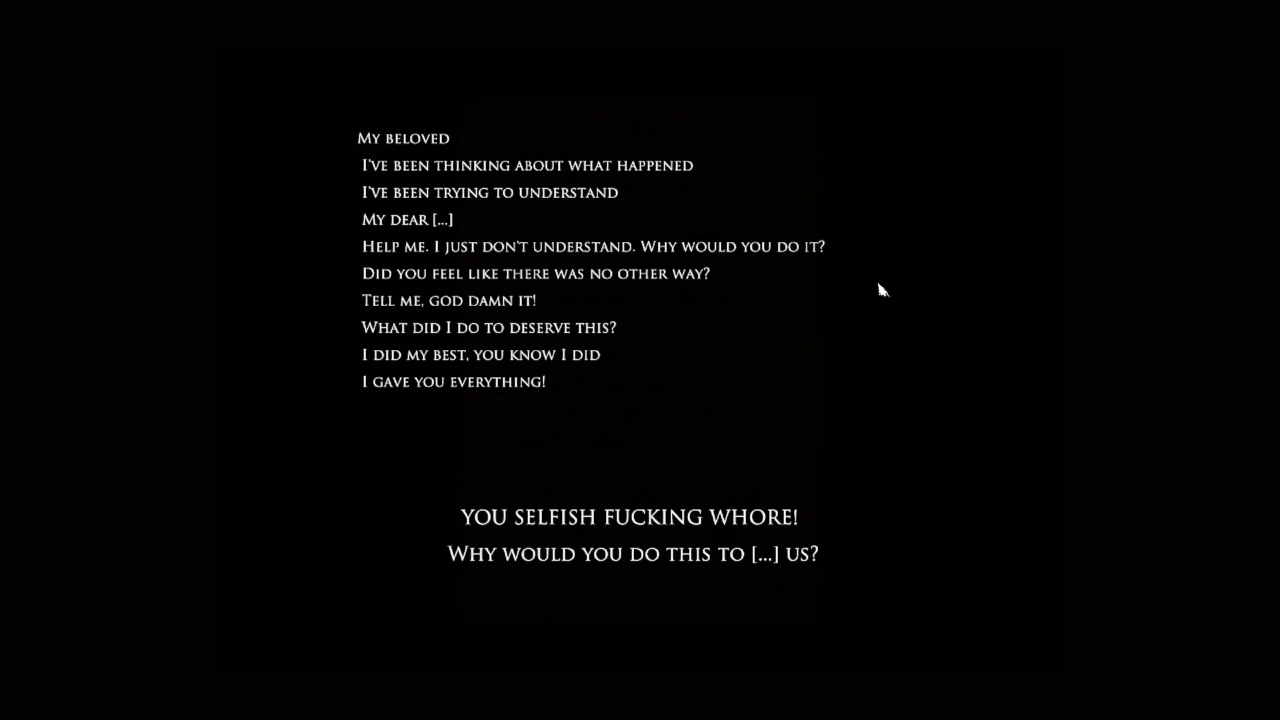 My beloved
I've been thinking about what happened
I've been trying to understand
My dear [...]
Help me. I just don't understand. Why would you do it?
Did you feel like there was no other way?
Tell me, god damn it!
What did I do to deserve this?
I did my best, you know I did
I gave you everything!
YOU SELFISH FUCKING WHORE!
Why would you do this to [...] us?